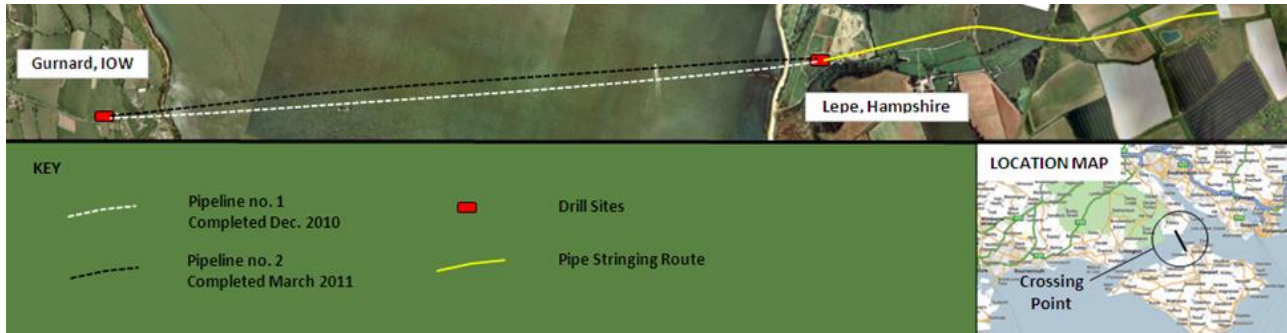 Gurnard, IOW
Lepe, Hampshire
KEY
Pipeline no. 1
Completed Dec. 2010
Pipeline no. 2
Completed March 2011
Drill Sites
Pipe Stringing Route
LOCATION MAP
Crossing
Point